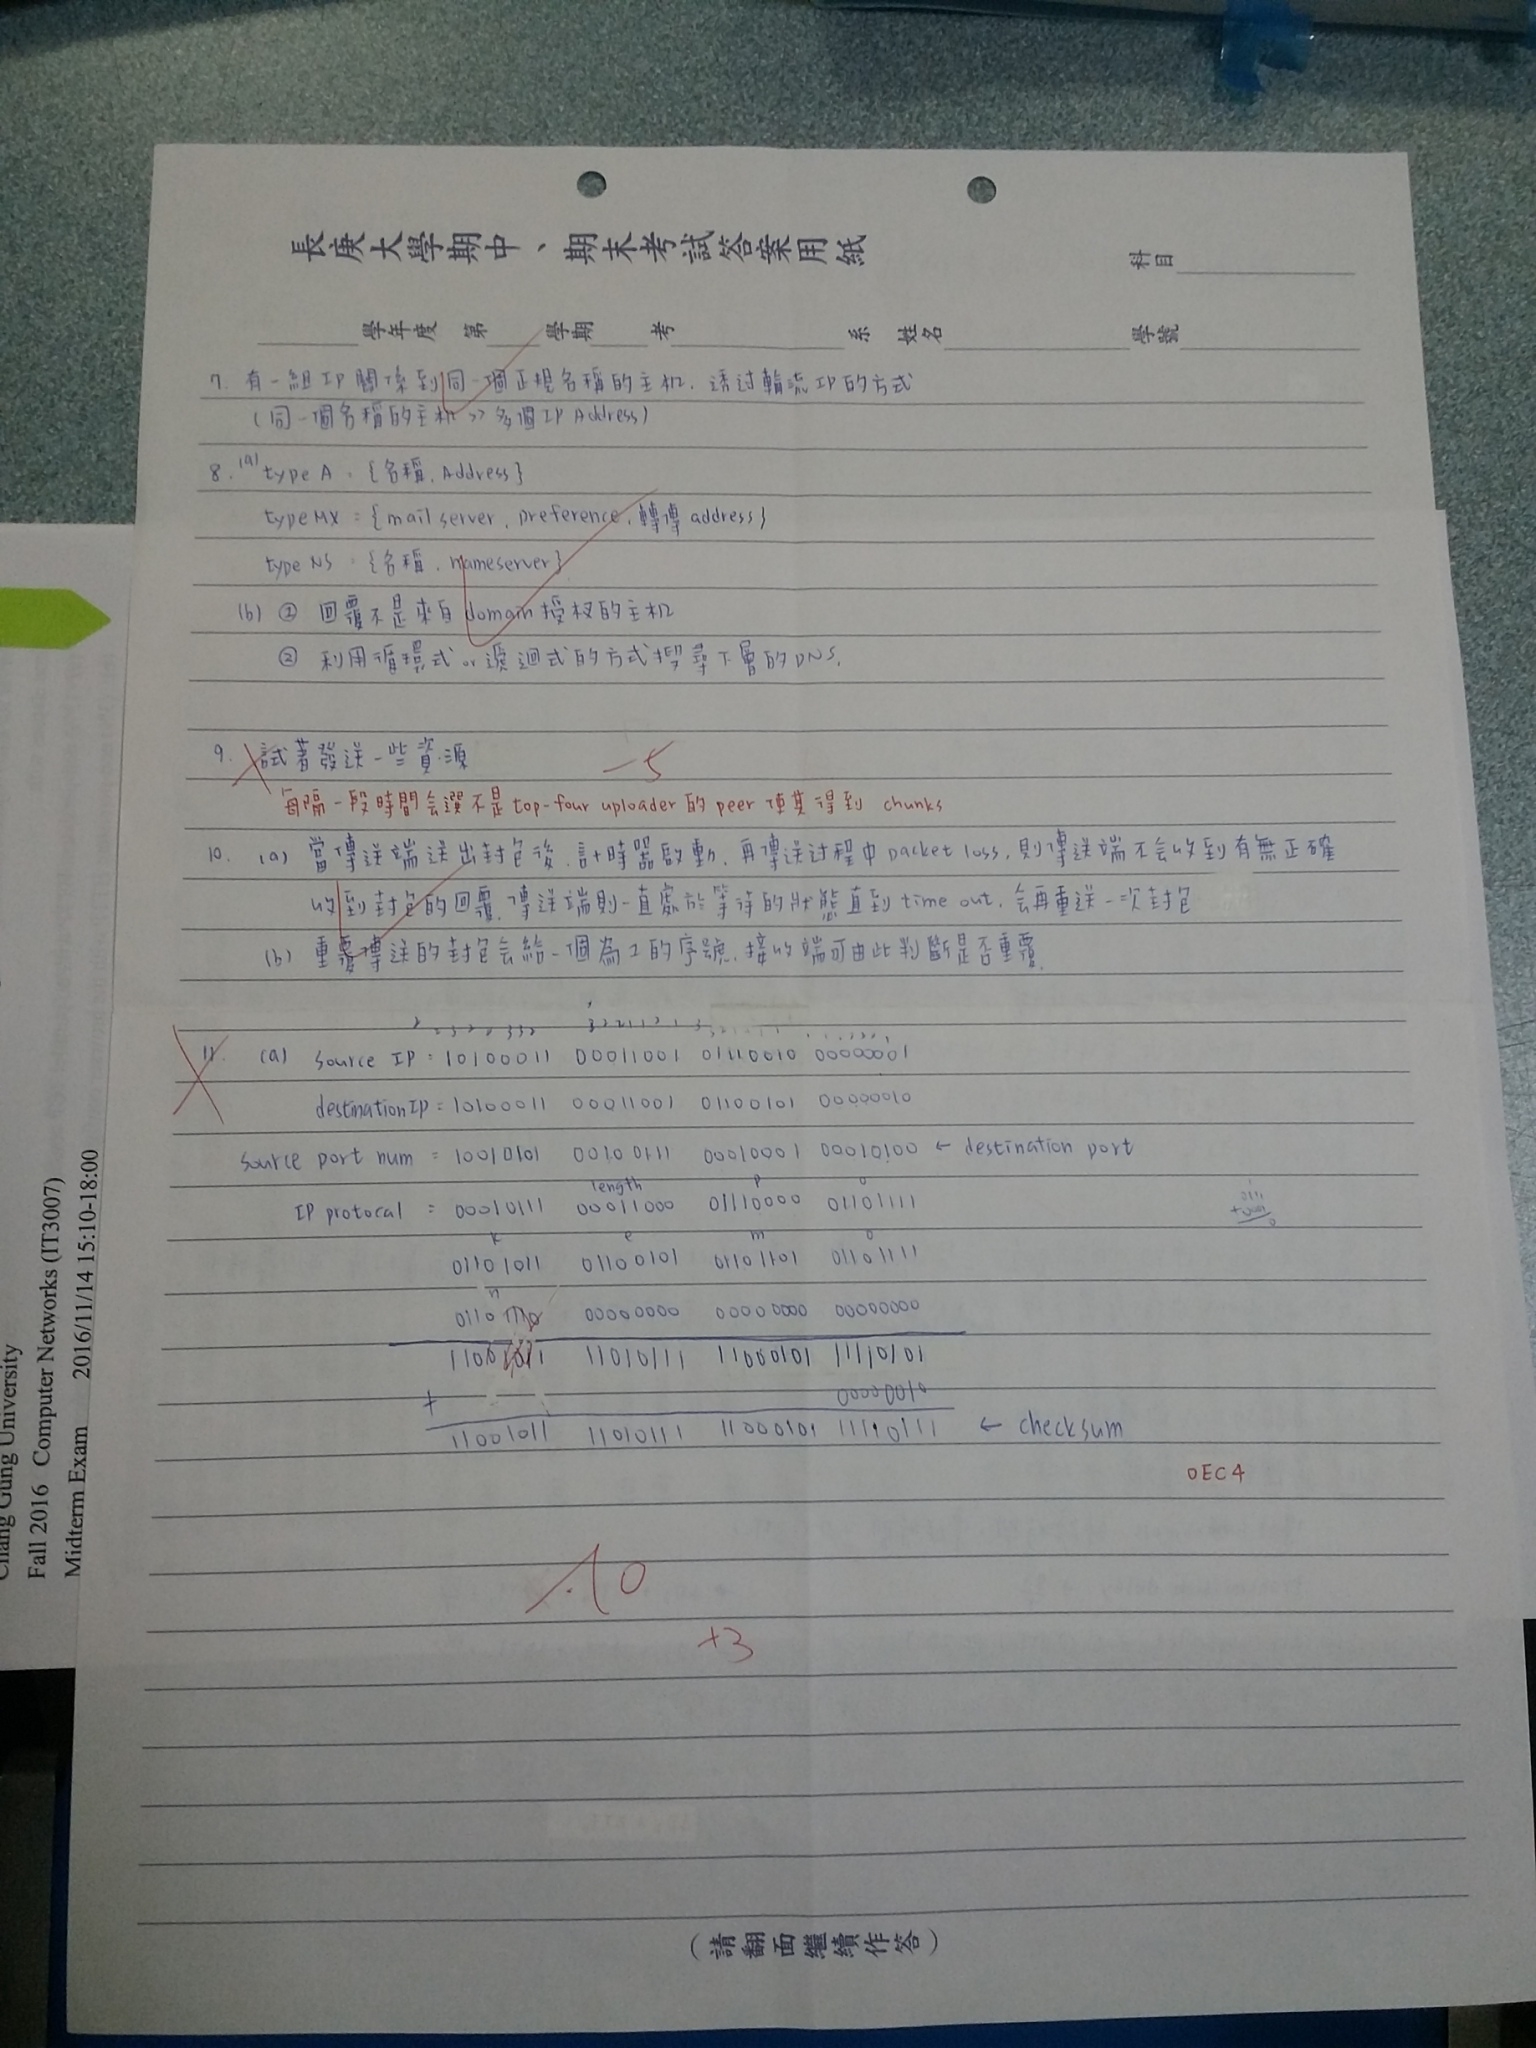 長庚大學期中、期末考試答案用紙
科目
學年度 第 學期 考 系 姓名 學號
7. 有一組IP關係到同一個正規名稱的主机, 透过輪流IP的方式
(同一個名稱的主机 >> 多個IP Address)
8. (a) type A = {名稱, Address}
type MX = {mail server, preference, 轉傳 address}
type NS = {名稱, nameserver}
(b) ① 回覆不是來自domain授权的主机
② 利用循環式 or 遞迴式的方式搜尋下層的DNS.
9. 試著發送一些資源
-5
每隔一段時間会選不是top-four uploader的peer使其得到 chunks
10. (a) 當傳送端送出封包後, 計時器啟動, 再傳送过程中packet loss, 則傳送端不会收到有無正確
收到封包的回覆, 傳送端則一直處於等待的狀態直到time out, 会再重送一次封包
(b) 重覆傳送的封包会給一個為1的序號, 接收端可由此判斷是否重覆.
11. (a) Source IP = 10100011 00011001 01110010 00000001
destination IP = 10100011 00011001 01100101 00000010
Source port num = 10010101 00100111 00010001 00010100 ← destination port
length p o
IP protocal = 00010111 00011000 01110000 01101111
k e m o
01101011 01100101 01101101 01101111
n
01101110 00000000 00000000 00000000
11001011 11010111 11000101 11110101
+ 01000000
11001011 11010111 11000101 11110111 ← checksum
0EC4
-10
+3
(請翻面繼續作答)
Chang Gung University
Fall 2016 Computer Networks (IT3007)
Midterm Exam 2016/11/14 15:10-18:00